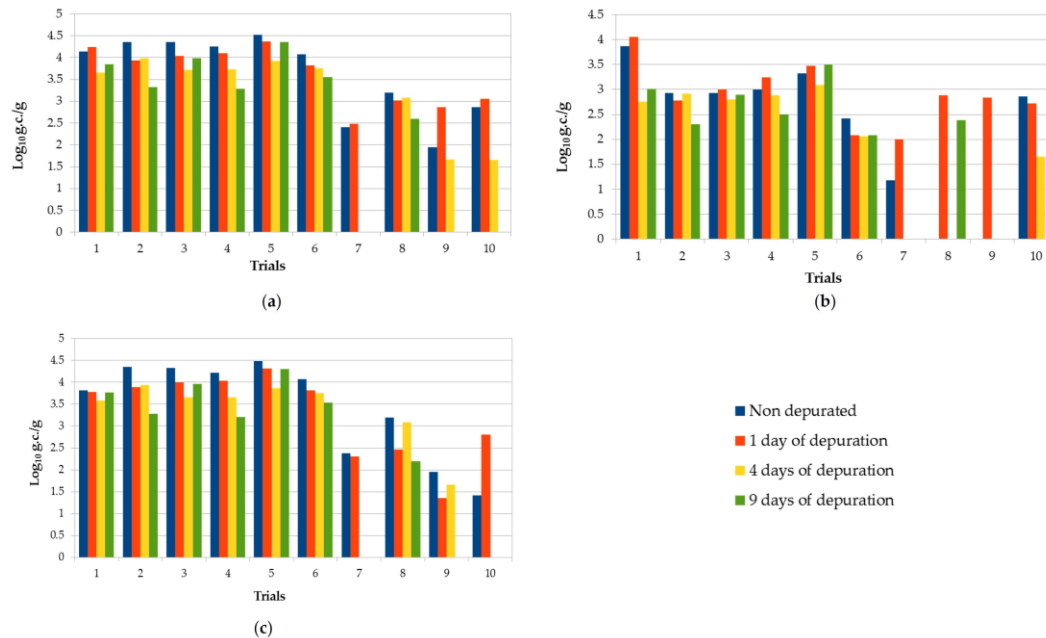 5
4.5
4
3.5
3
2.5
2
1.5
1
0.5
0
Log₁₀ g.c./g
1 2 3 4 5 6 7 8 9 10
Trials
(a)
4.5
4
3.5
3
2.5
2
1.5
1
0.5
0
Log₁₀ g.c./g
1 2 3 4 5 6 7 8 9 10
Trials
(b)
5
4.5
4
3.5
3
2.5
2
1.5
1
0.5
0
Log₁₀ g.c./g
1 2 3 4 5 6 7 8 9 10
Trials
(c)
Non depurated
1 day of depuration
4 days of depuration
9 days of depuration